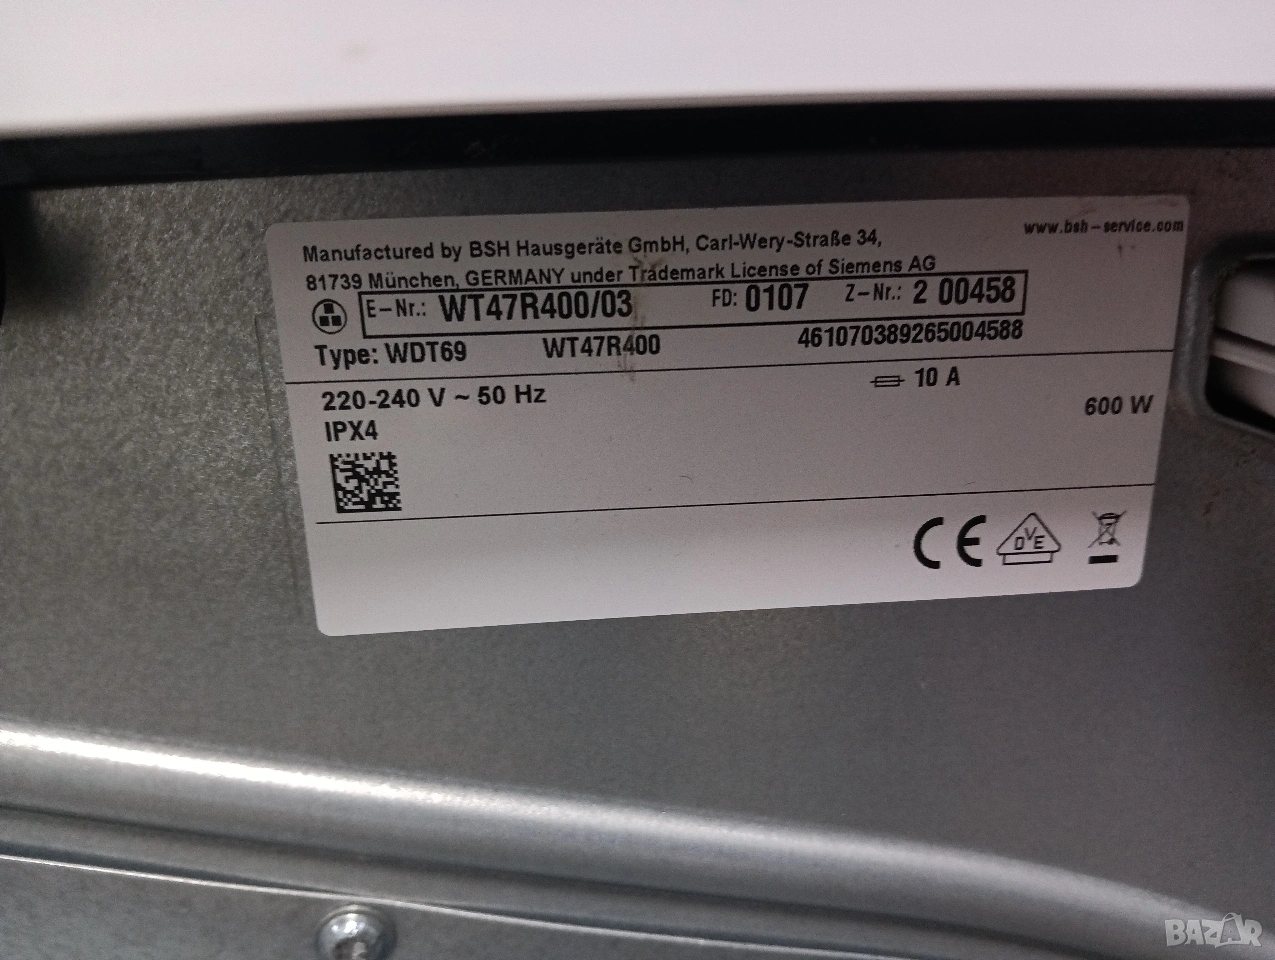 www.bsh-service.com
Manufactured by BSH Hausgeräte GmbH, Carl-Wery-Straße 34,
81739 München, GERMANY under Trademark License of Siemens AG
E-Nr.: WT47R400/03 FD: 0107 Z-Nr.: 2 00458
Type: WDT69 WT47R400 461070389265004588
220-240 V ~ 50 Hz 10 A
IPX4 600 W
CE DVE
BAZAR